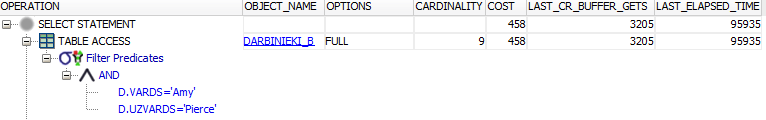 OPERATION OBJECT_NAME OPTIONS CARDINALITY COST LAST_CR_BUFFER_GETS LAST_ELAPSED_TIME
SELECT STATEMENT 458 3205 95935
TABLE ACCESS DARBINIEKI_B FULL 9 458 3205 95935
Filter Predicates
AND
D.VARDS='Amy'
D.UZVARDS='Pierce'